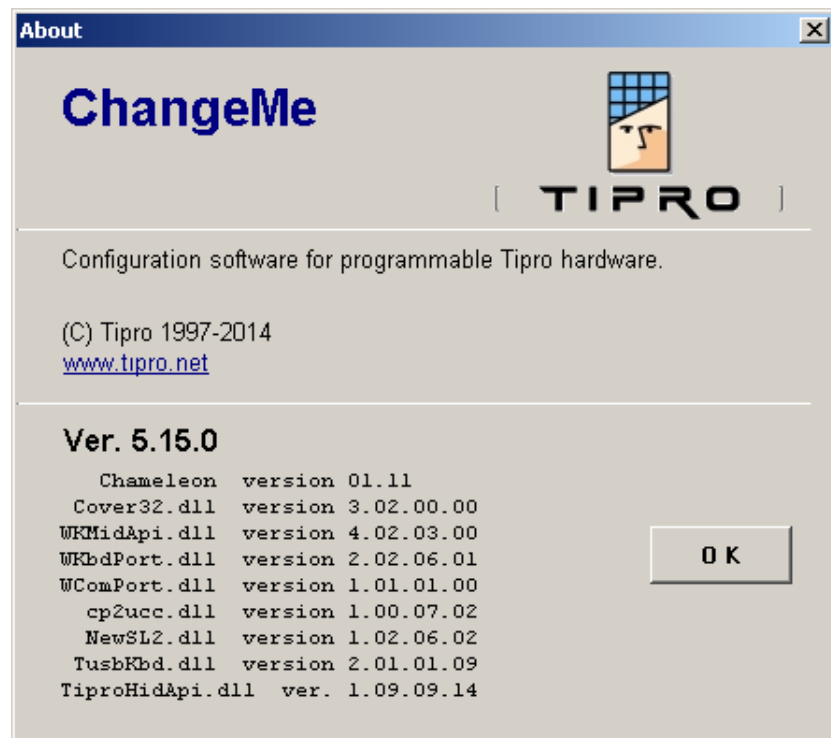 About
ChangeMe
[ TIPRO ]
Configuration software for programmable Tipro hardware.
(C) Tipro 1997-2014
www.tipro.net
Ver. 5.15.0
Chameleon version 01.11
Cover32.dll version 3.02.00.00
WKMidApi.dll version 4.02.03.00
WKbdPort.dll version 2.02.06.01
WComPort.dll version 1.01.01.00
cp2ucc.dll version 1.00.07.02
NewSL2.dll version 1.02.06.02
TusbKbd.dll version 2.01.01.09
TiproHidApi.dll ver. 1.09.09.14
OK